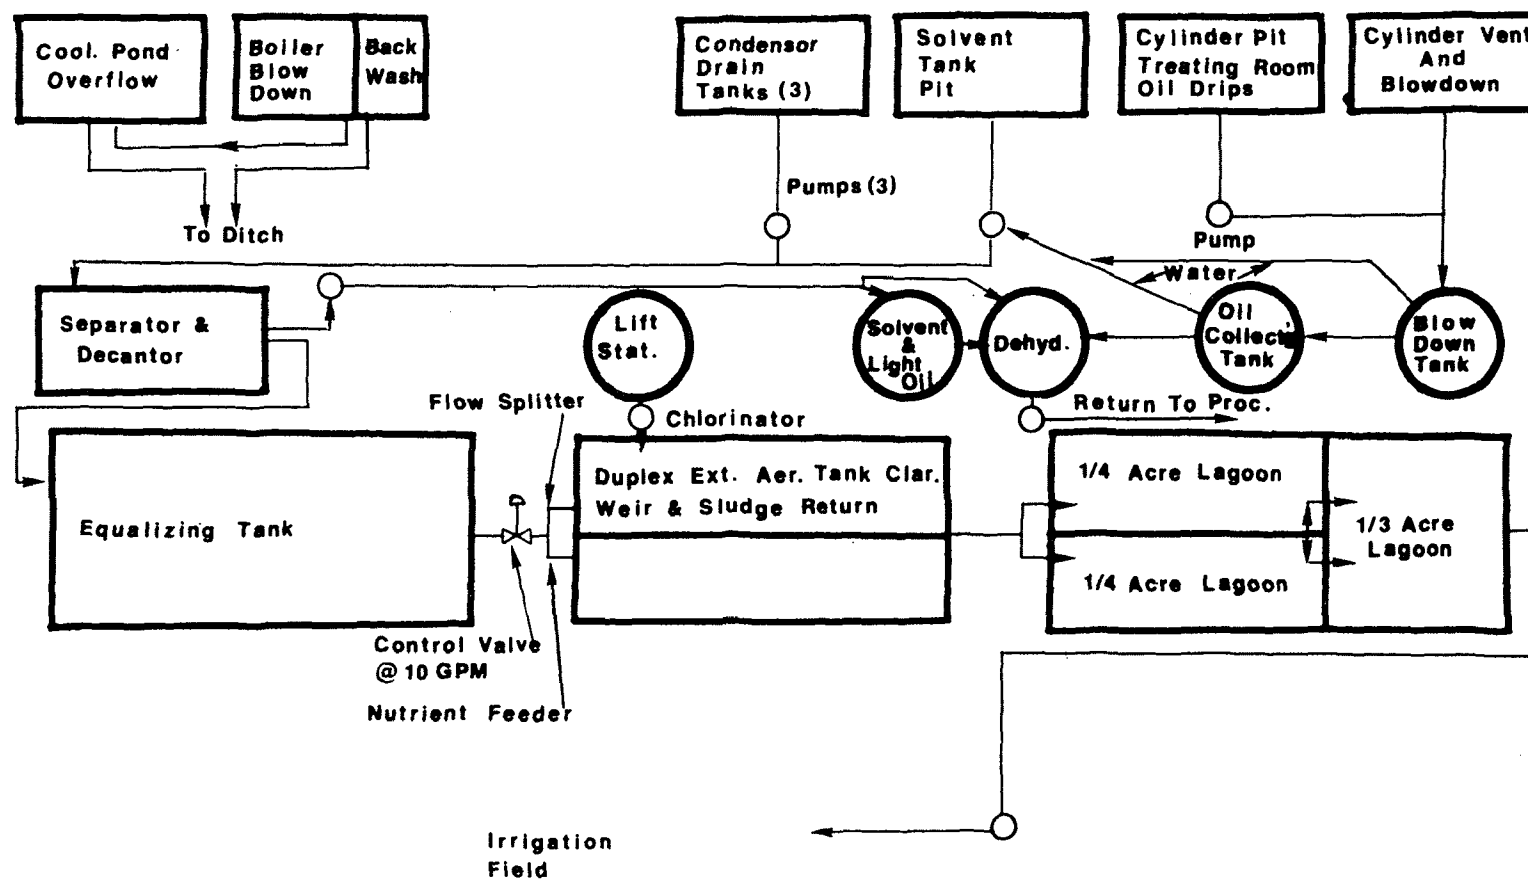 Cool. Pond
Overflow
Boiler
Blow
Down
Back
Wash
Condensor
Drain
Tanks (3)
Solvent
Tank
Pit
Cylinder Pit
Treating Room
Oil Drips
Cylinder Vent
And
Blowdown
Pumps (3)
To Ditch
Pump
Water
Separator &
Decantor
Lift
Stat.
Solvent
&
Light
Oil
Dehyd.
Oil
Collect.
Tank
Blow
Down
Tank
Flow Splitter
Chlorinator
Return To Proc.
Equalizing Tank
Duplex Ext. Aer. Tank Clar.
Weir & Sludge Return
1/4 Acre Lagoon
1/4 Acre Lagoon
1/3 Acre
Lagoon
Control Valve
@ 10 GPM
Nutrient Feeder
Irrigation
Field